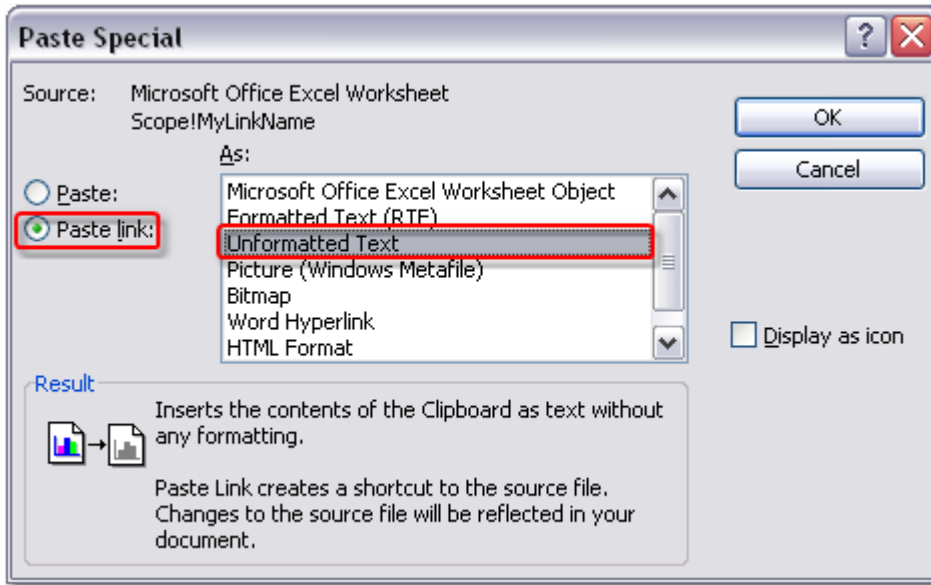 Paste Special
Source: Microsoft Office Excel Worksheet
Scope!MyLinkName
As:
Paste:
Paste link:
Microsoft Office Excel Worksheet Object
Formatted Text (RTF)
Unformatted Text
Picture (Windows Metafile)
Bitmap
Word Hyperlink
HTML Format
OK
Cancel
Display as icon
Result
Inserts the contents of the Clipboard as text without
any formatting.
Paste Link creates a shortcut to the source file.
Changes to the source file will be reflected in your
document.